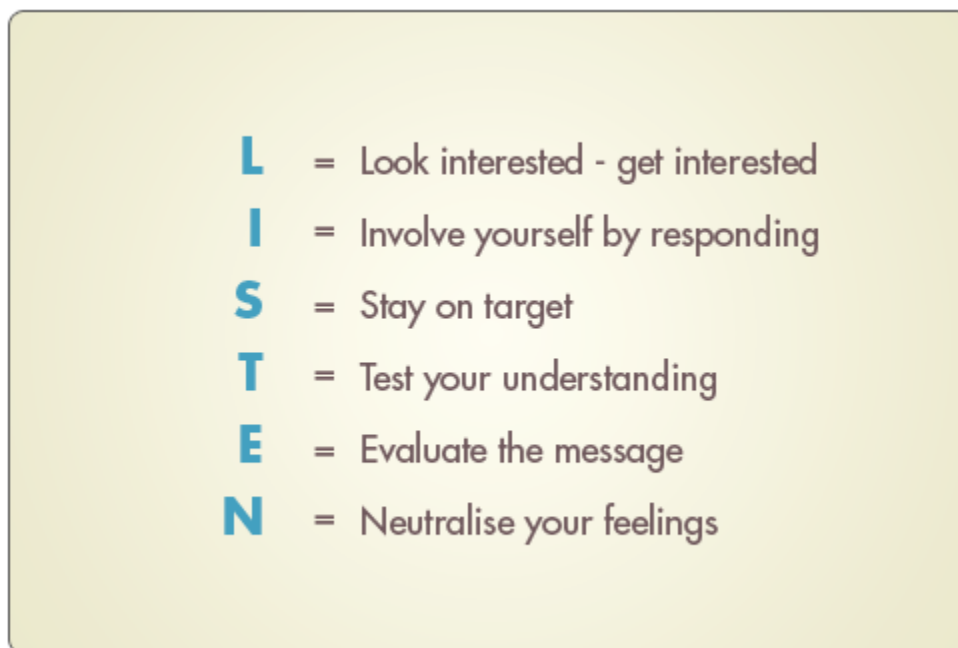 L = Look interested - get interested
I = Involve yourself by responding
S = Stay on target
T = Test your understanding
E = Evaluate the message
N = Neutralise your feelings